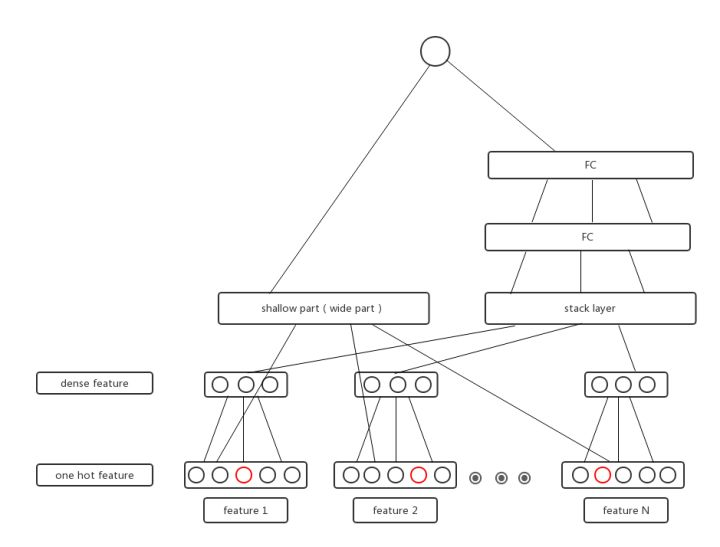 FC
FC
shallow part ( wide part )
stack layer
dense feature
one hot feature
feature 1
feature 2
feature N